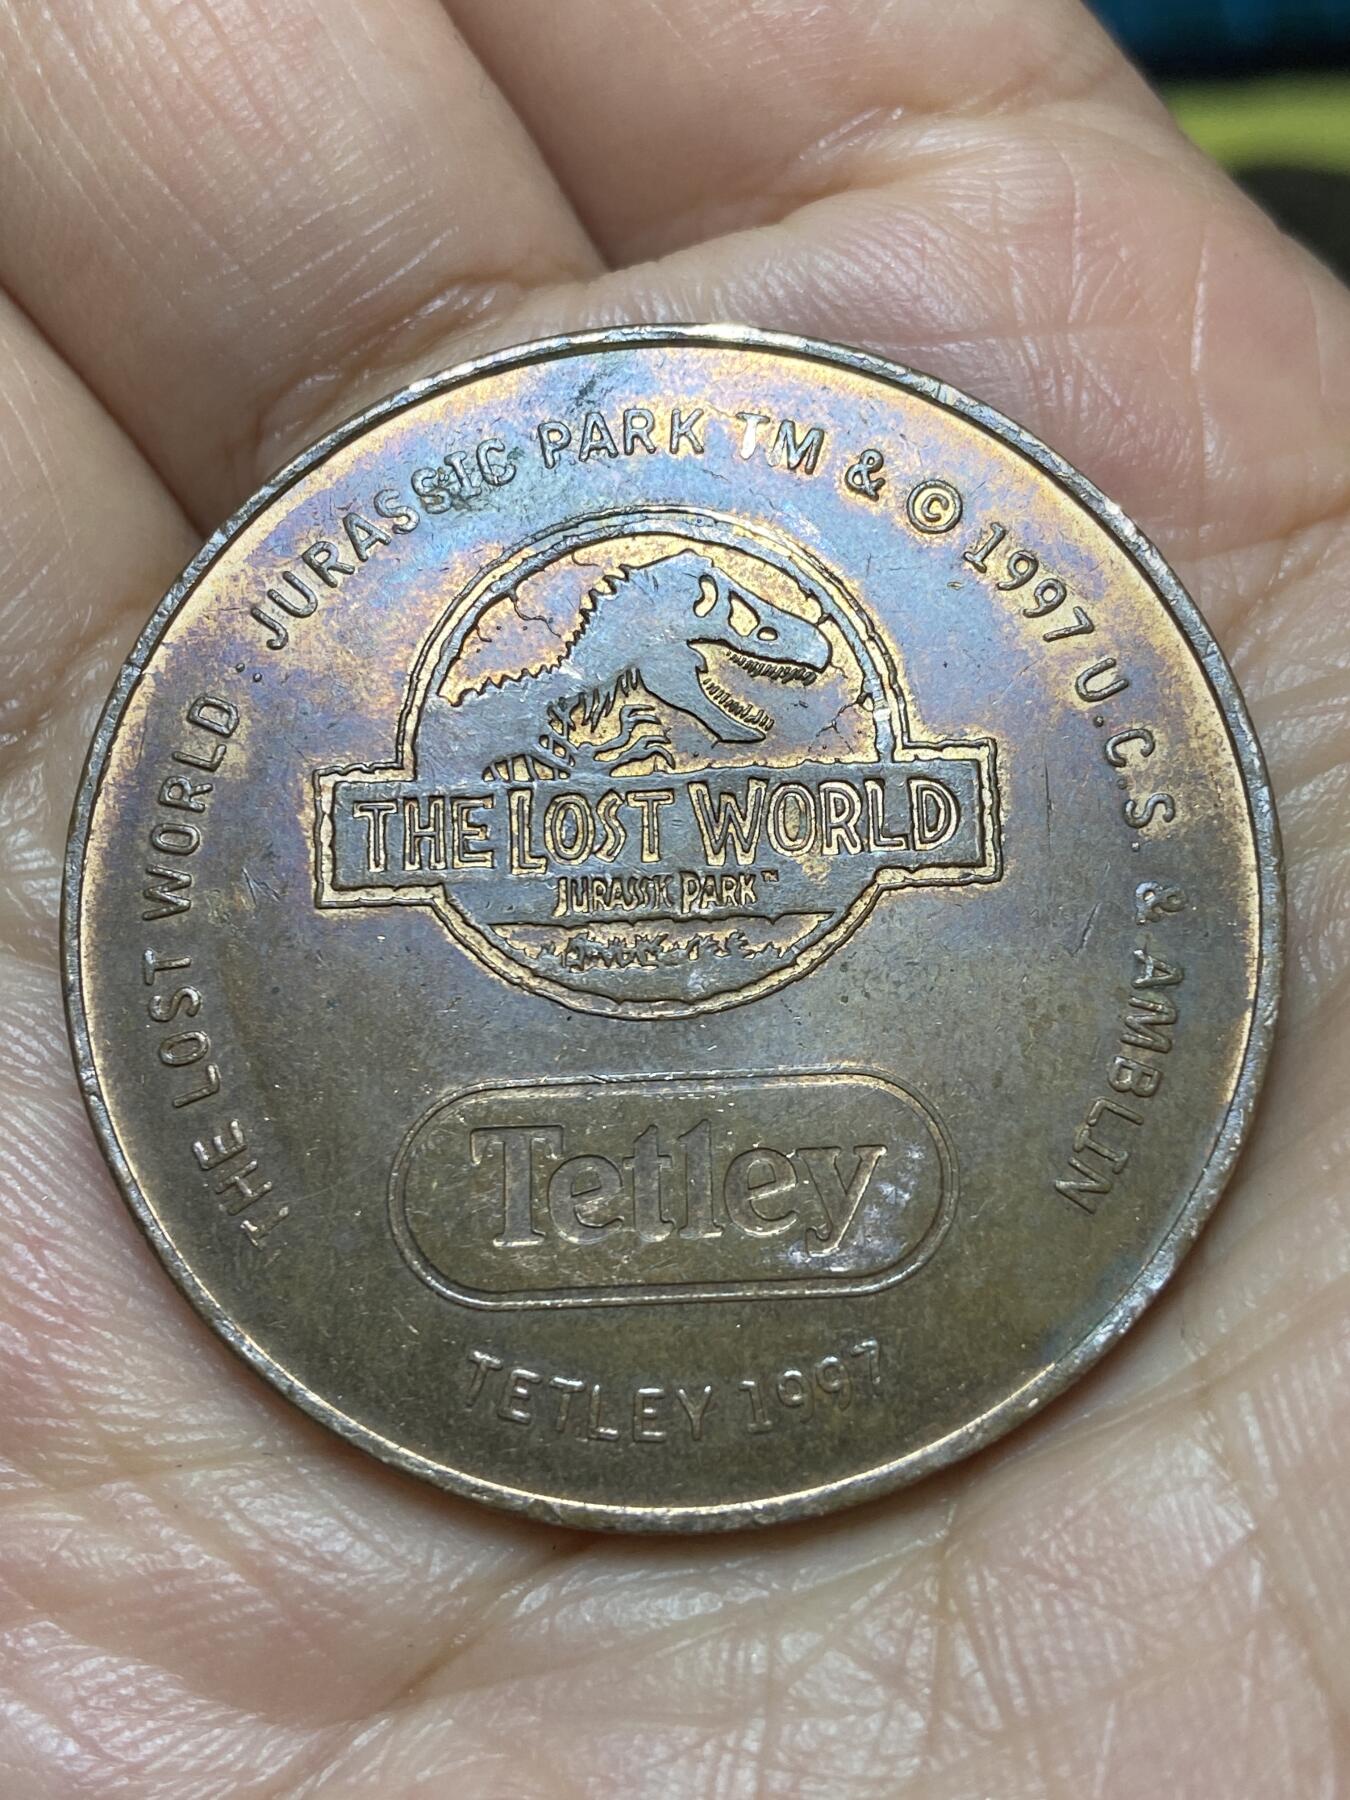 THE LOST WORLD . JURASSIC PARK TM & © 1997 U.C.S. & AMBLIN
THE LOST WORLD
JURASSIC PARK™
Tetley
TETLEY 1997